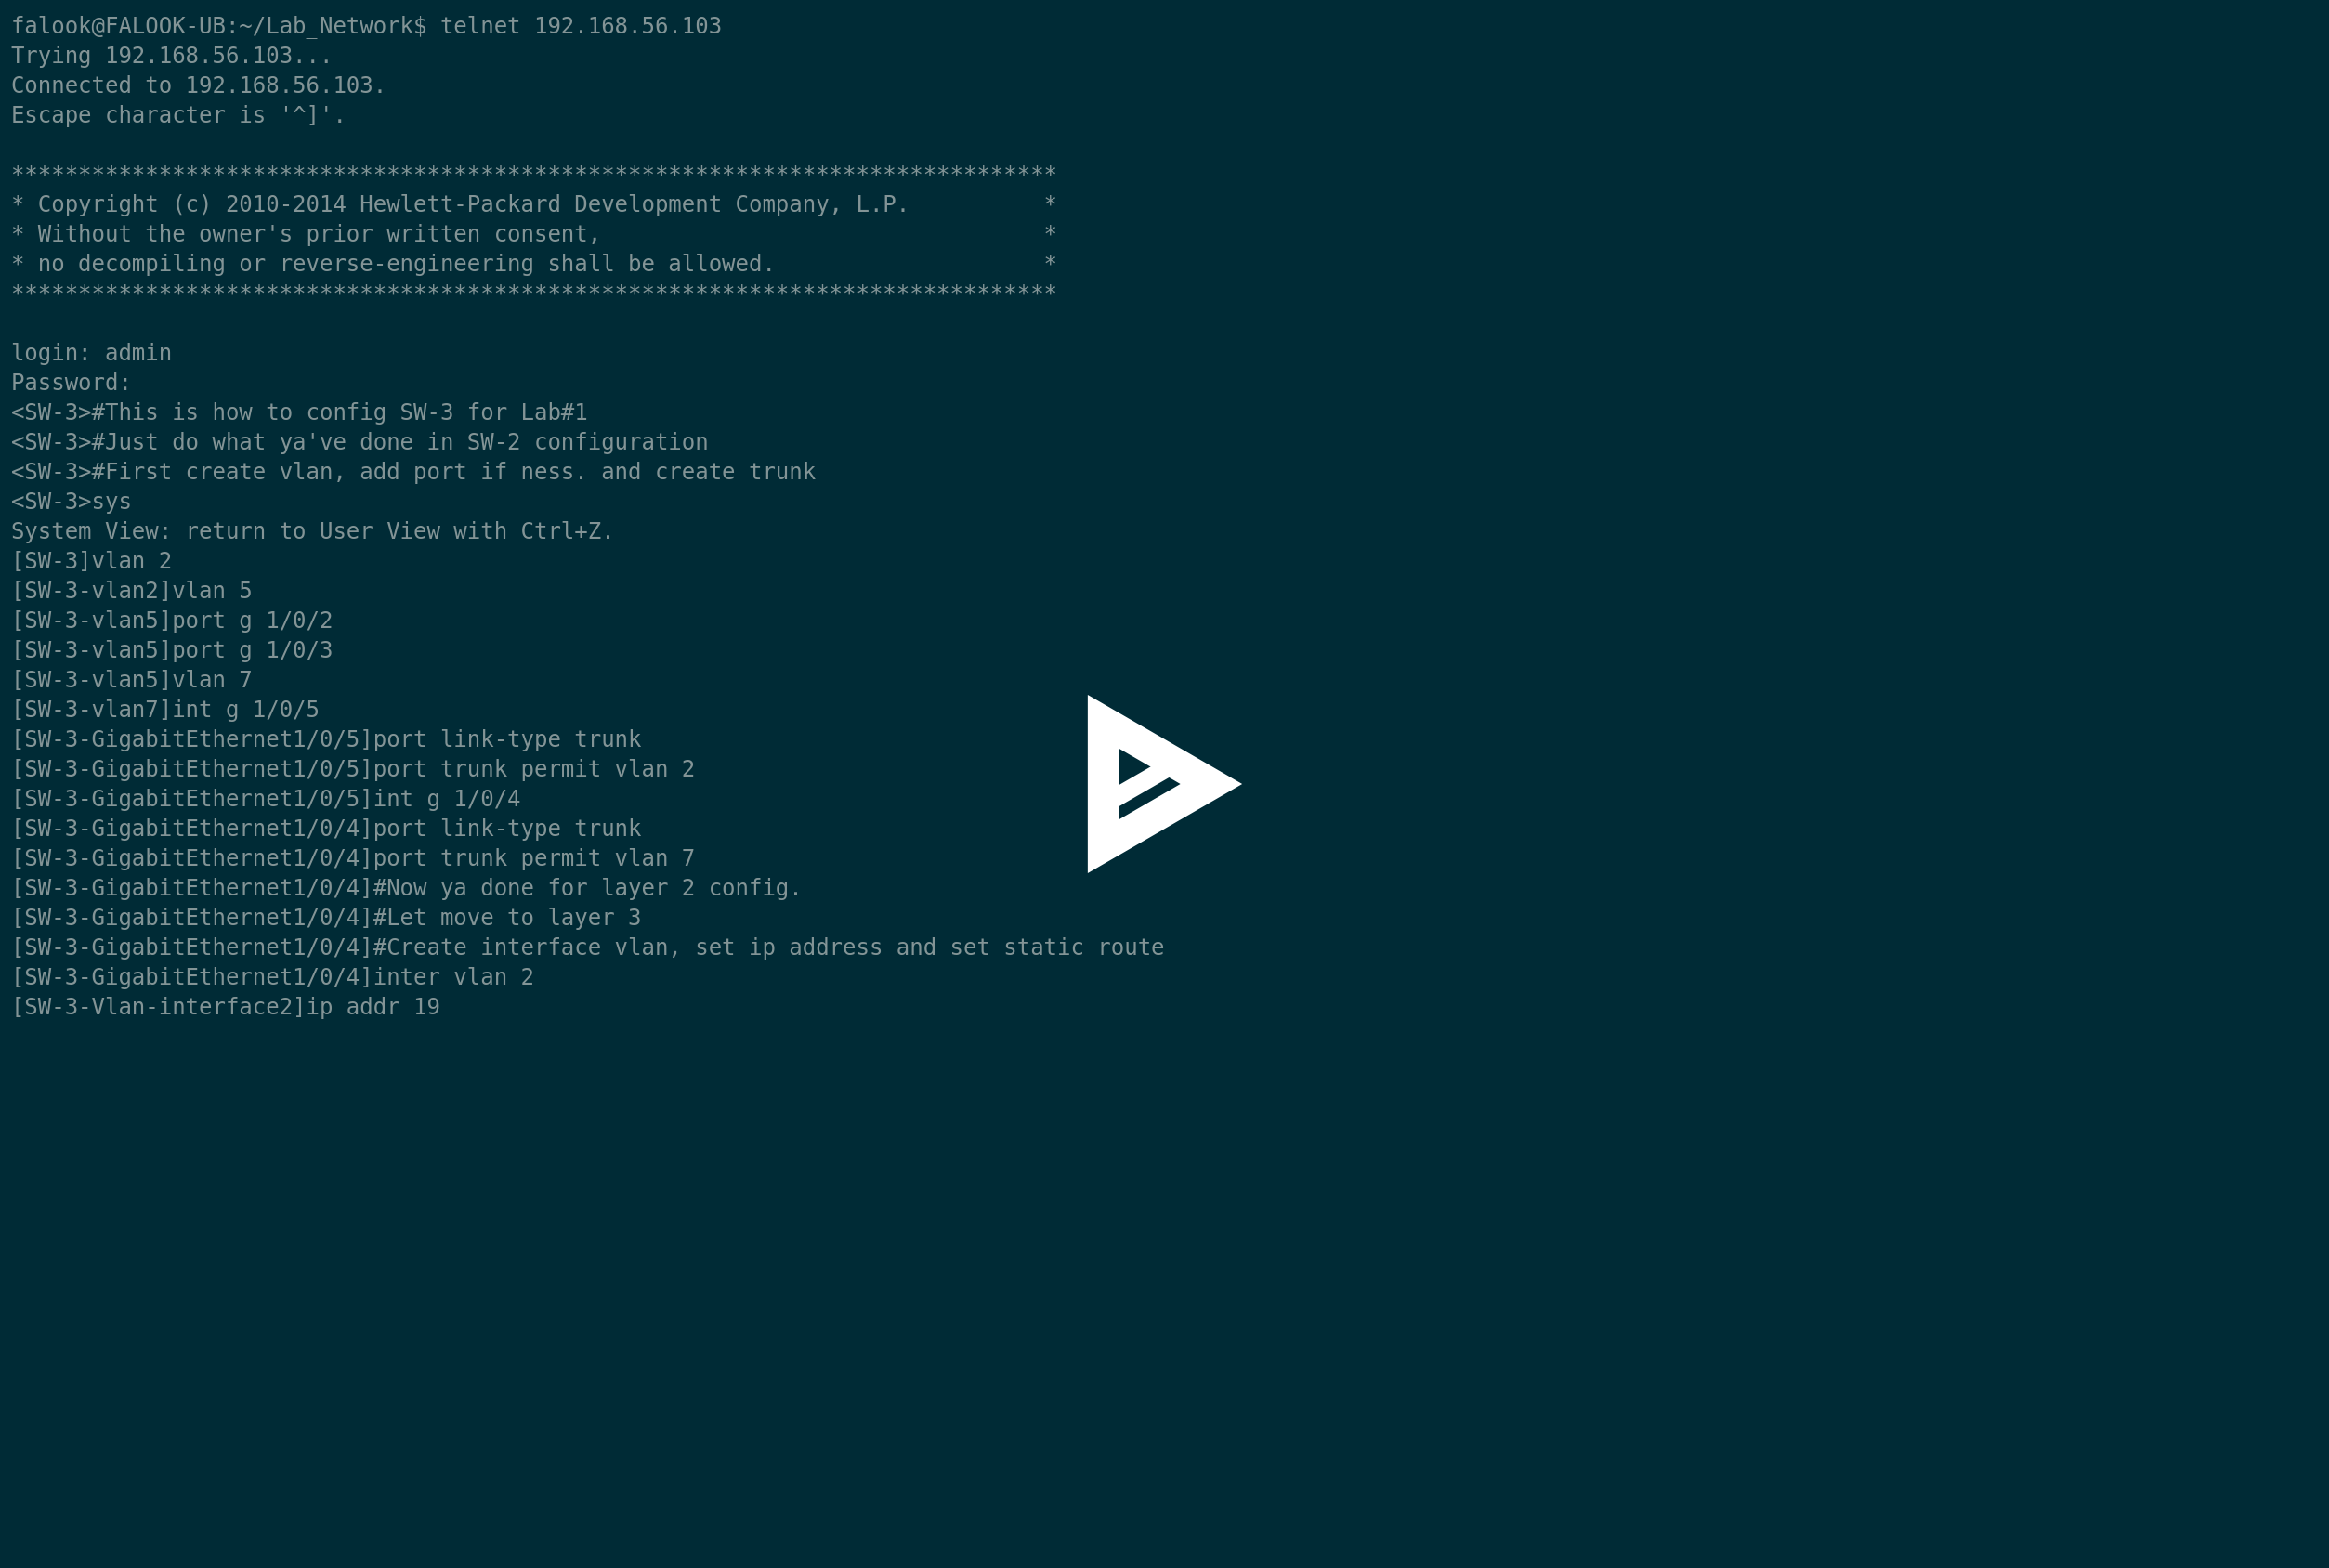 falook@FALOOK-UB:~/Lab_Network$ telnet 192.168.56.103
Trying 192.168.56.103...
Connected to 192.168.56.103.
Escape character is '^]'.
******************************************************************************
* Copyright (c) 2010-2014 Hewlett-Packard Development Company, L.P.          *
* Without the owner's prior written consent,                                 *
* no decompiling or reverse-engineering shall be allowed.                    *
******************************************************************************
login: admin
Password:
<SW-3>#This is how to config SW-3 for Lab#1
<SW-3>#Just do what ya've done in SW-2 configuration
<SW-3>#First create vlan, add port if ness. and create trunk
<SW-3>sys
System View: return to User View with Ctrl+Z.
[SW-3]vlan 2
[SW-3-vlan2]vlan 5
[SW-3-vlan5]port g 1/0/2
[SW-3-vlan5]port g 1/0/3
[SW-3-vlan5]vlan 7
[SW-3-vlan7]int g 1/0/5
[SW-3-GigabitEthernet1/0/5]port link-type trunk
[SW-3-GigabitEthernet1/0/5]port trunk permit vlan 2
[SW-3-GigabitEthernet1/0/5]int g 1/0/4
[SW-3-GigabitEthernet1/0/4]port link-type trunk
[SW-3-GigabitEthernet1/0/4]port trunk permit vlan 7
[SW-3-GigabitEthernet1/0/4]#Now ya done for layer 2 config.
[SW-3-GigabitEthernet1/0/4]#Let move to layer 3
[SW-3-GigabitEthernet1/0/4]#Create interface vlan, set ip address and set static route
[SW-3-GigabitEthernet1/0/4]inter vlan 2
[SW-3-Vlan-interface2]ip addr 19